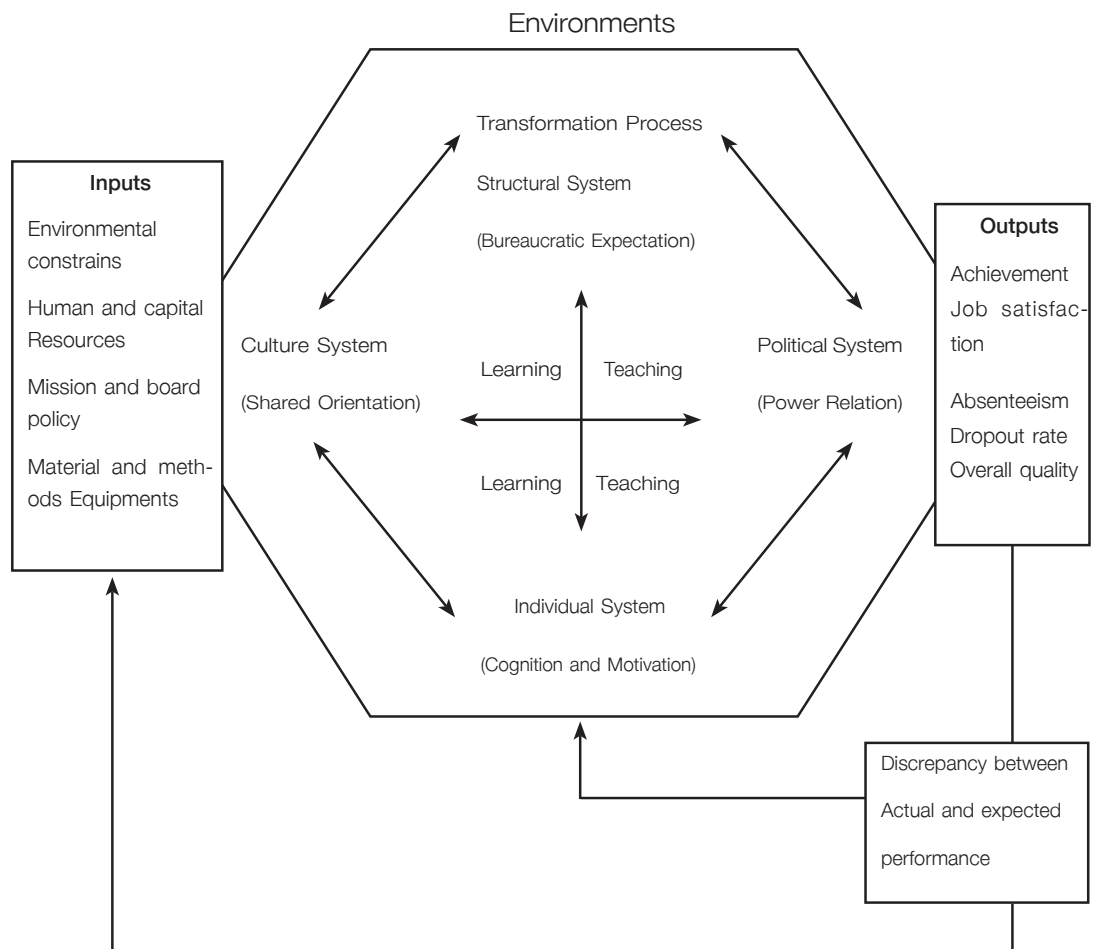 Environments
Transformation Process
Structural System
(Bureaucratic Expectation)
Inputs
Environmental
constrains
Human and capital
Resources
Mission and board
policy
Material and meth-
ods Equipments
Culture System
(Shared Orientation)
Learning
Teaching
Learning
Teaching
Political System
(Power Relation)
Individual System
(Cognition and Motivation)
Outputs
Achievement
Job satisfac-
tion
Absenteeism
Dropout rate
Overall quality
Discrepancy between
Actual and expected
performance